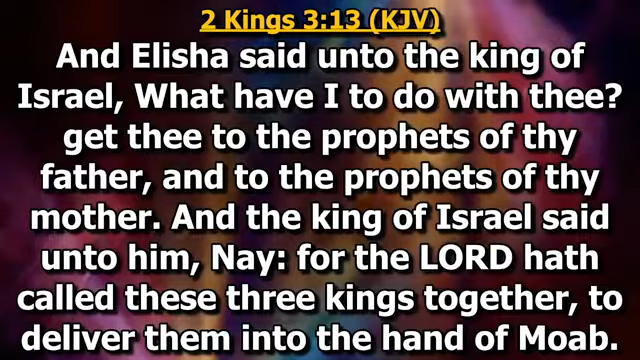 2 Kings 3:13 (KJV)
And Elisha said unto the king of
Israel, What have I to do with thee?
get thee to the prophets of thy
father, and to the prophets of thy
mother. And the king of Israel said
unto him, Nay: for the LORD hath
called these three kings together, to
deliver them into the hand of Moab.